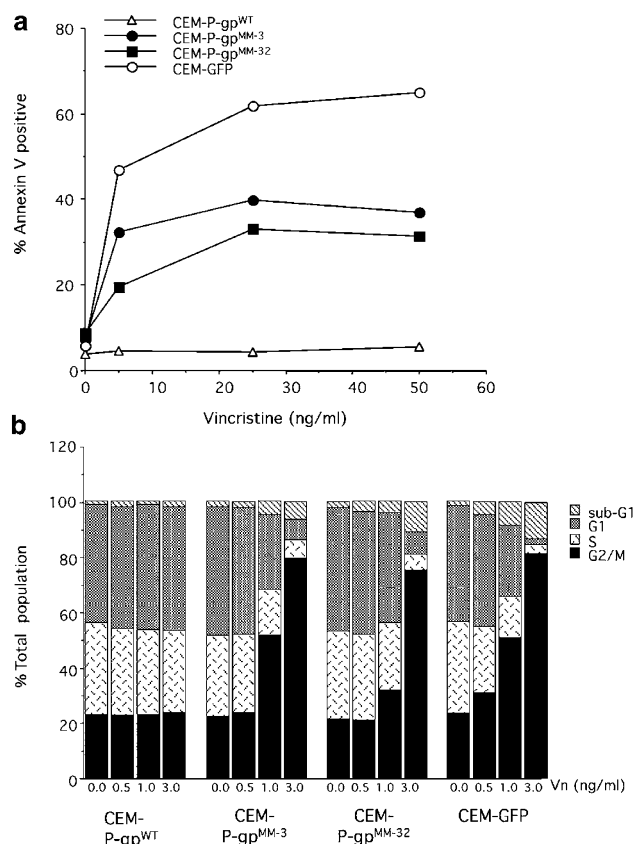 a
CEM-P-gpWT
CEM-P-gpMM-3
CEM-P-gpMM-32
CEM-GFP
80
60
40
20
0
% Annexin V positive
0 10 20 30 40 50 60
Vincristine (ng/ml)
b
120
100
80
60
40
20
0
% Total population
sub-G1
G1
S
G2/M
0.0 0.5 1.0 3.0 0.0 0.5 1.0 3.0 0.0 0.5 1.0 3.0 0.0 0.5 1.0 3.0 Vn (ng/ml)
CEM- CEM- CEM- CEM-GFP
P-gpWT P-gpMM-3 P-gpMM-32